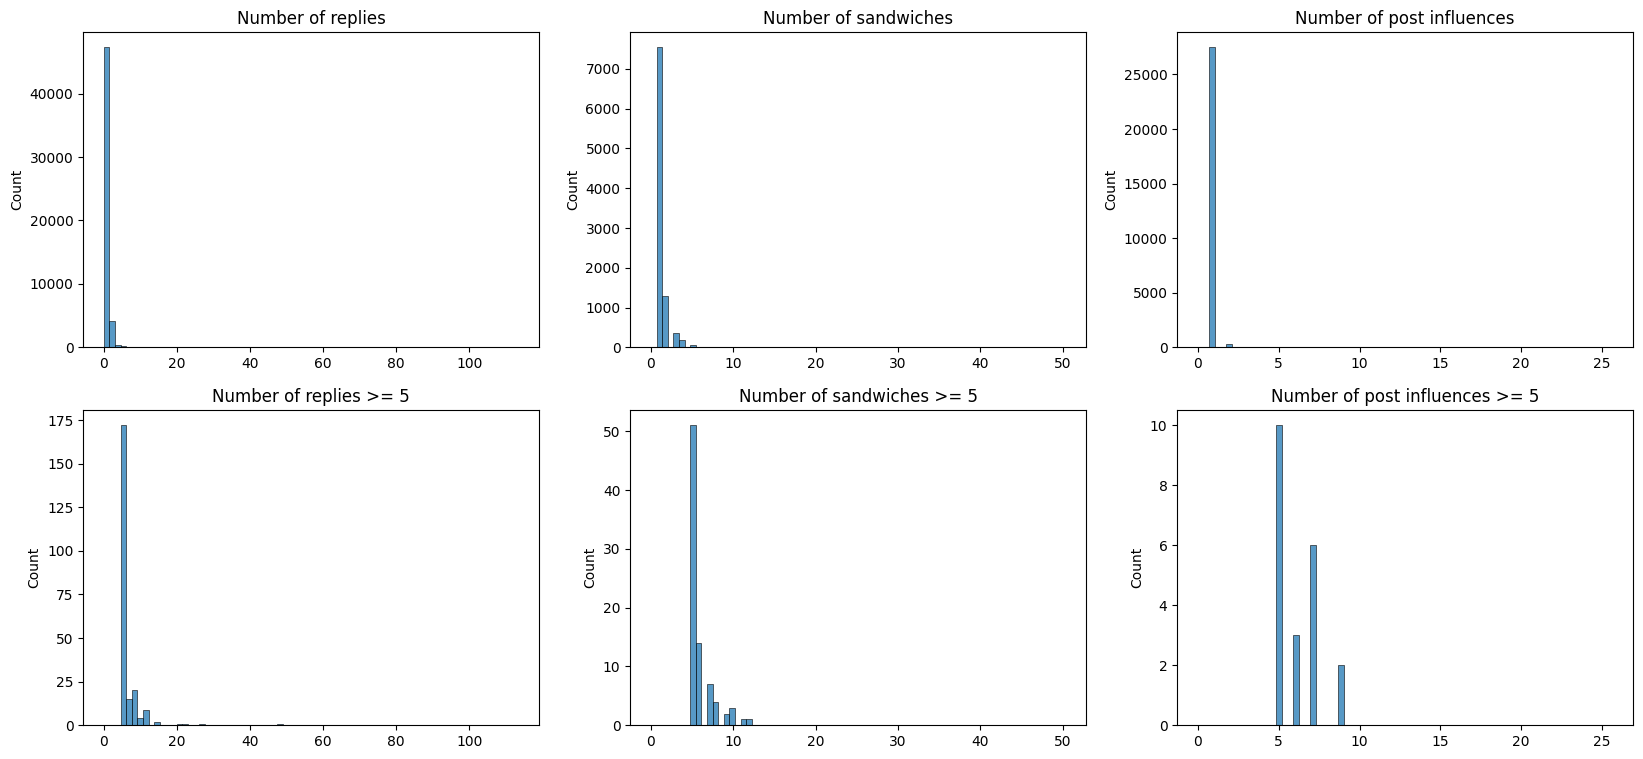 Number of replies
Count
40000
30000
20000
10000
0
0 20 40 60 80 100
Number of sandwiches
Count
7000
6000
5000
4000
3000
2000
1000
0
0 10 20 30 40 50
Number of post influences
Count
25000
20000
15000
10000
5000
0
0 5 10 15 20 25
Number of replies >= 5
Count
175
150
125
100
75
50
25
0
0 20 40 60 80 100
Number of sandwiches >= 5
Count
50
40
30
20
10
0
0 10 20 30 40 50
Number of post influences >= 5
Count
10
8
6
4
2
0
0 5 10 15 20 25